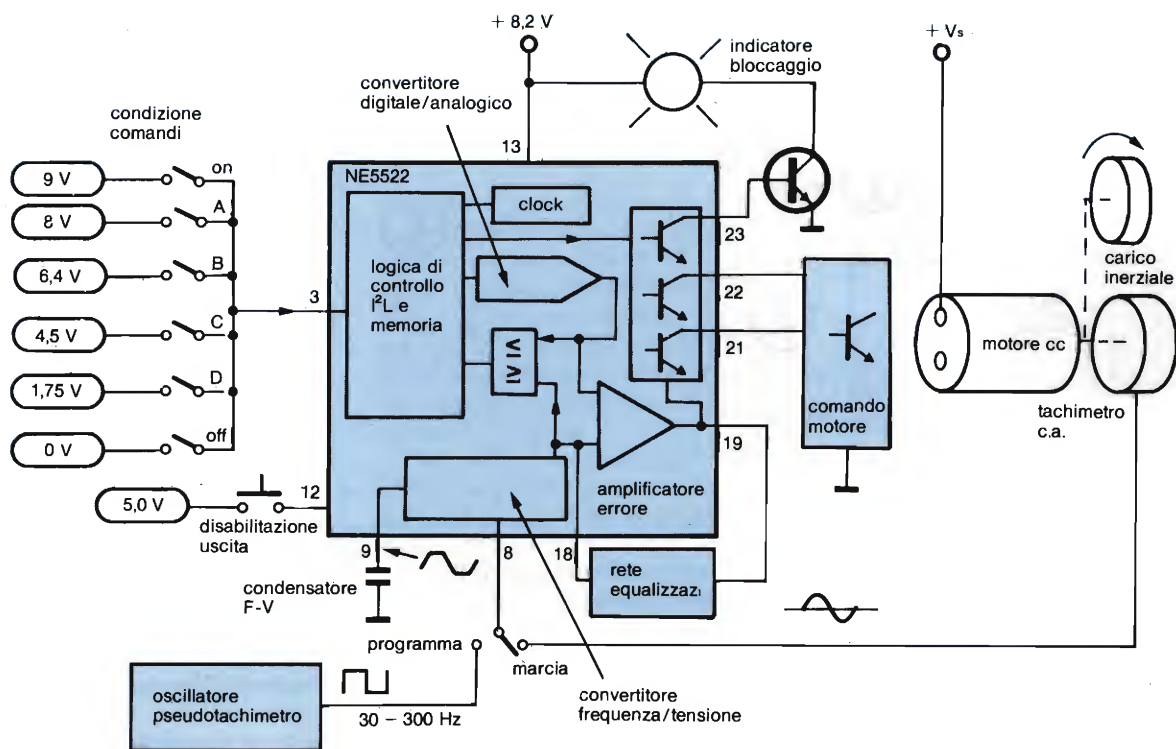 + 8,2 V
+ Vs
indicatore
bloccaggio
convertitore
digitale/analogico
condizione
comandi
13
9 V
on
NE5522
8 V
A
clock
23
6,4 V
B
logica di
controllo
I²L e
memoria
3
22
carico
inerziale
4,5 V
C
VI ΛI
21
motore cc
1,75 V
D
comando
motore
tachimetro
c.a.
0 V
off
19
5,0 V
12
amplificatore
errore
disabilitazione
uscita
9
8
18
condensatore
F-V
rete
equalizzaz
programma
marcia
oscillatore
pseudotachimetro
30 – 300 Hz
convertitore
frequenza/tensione